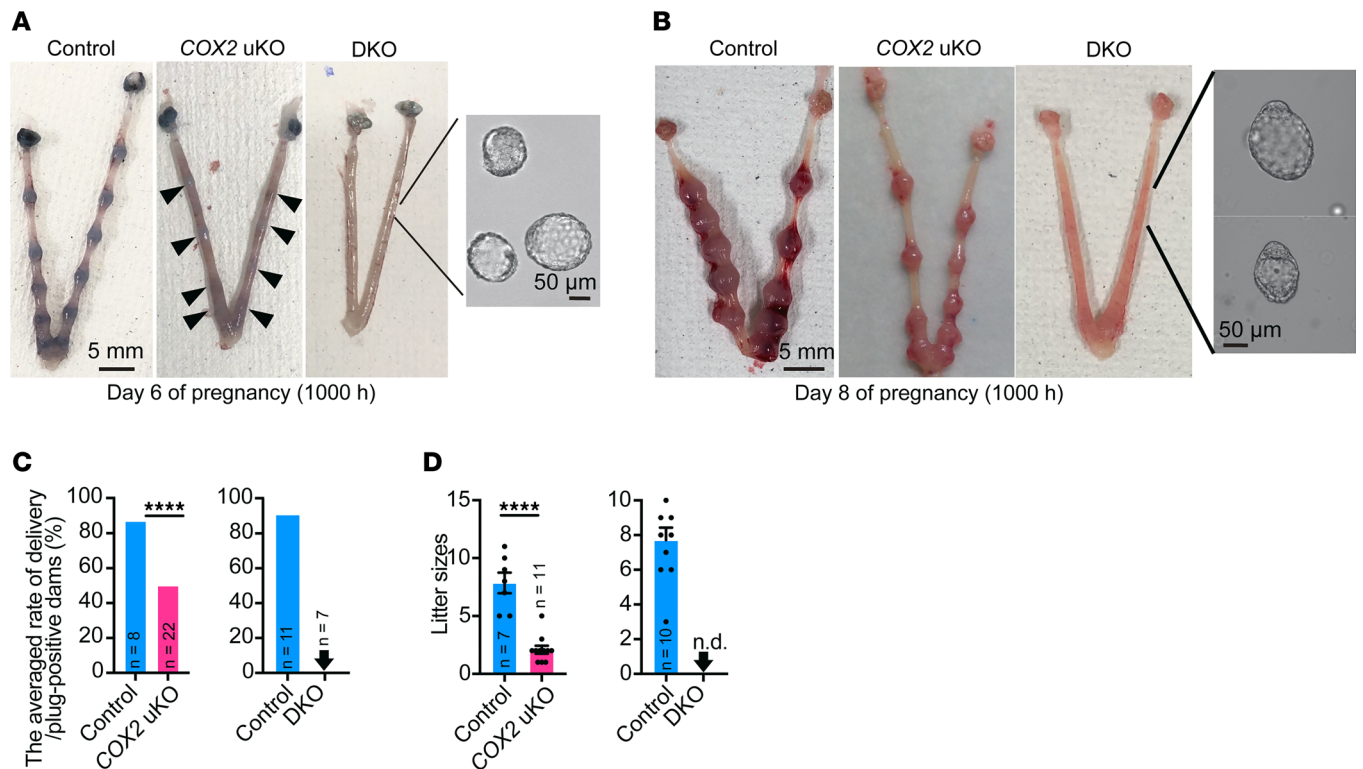 A
Control
COX2 uKO
DKO
50 µm
5 mm
Day 6 of pregnancy (1000 h)
B
Control
COX2 uKO
DKO
5 mm
50 µm
Day 8 of pregnancy (1000 h)
C
The averaged rate of delivery
/plug-positive dams (%)
100
80
60
40
20
0
****
n = 8
n = 22
Control
COX2 uKO
100
80
60
40
20
0
n = 11
n = 7
Control
DKO
D
Litter sizes
15
10
5
0
****
n = 7
n = 11
Control
COX2 uKO
10
8
6
4
2
0
n = 10
n.d.
Control
DKO